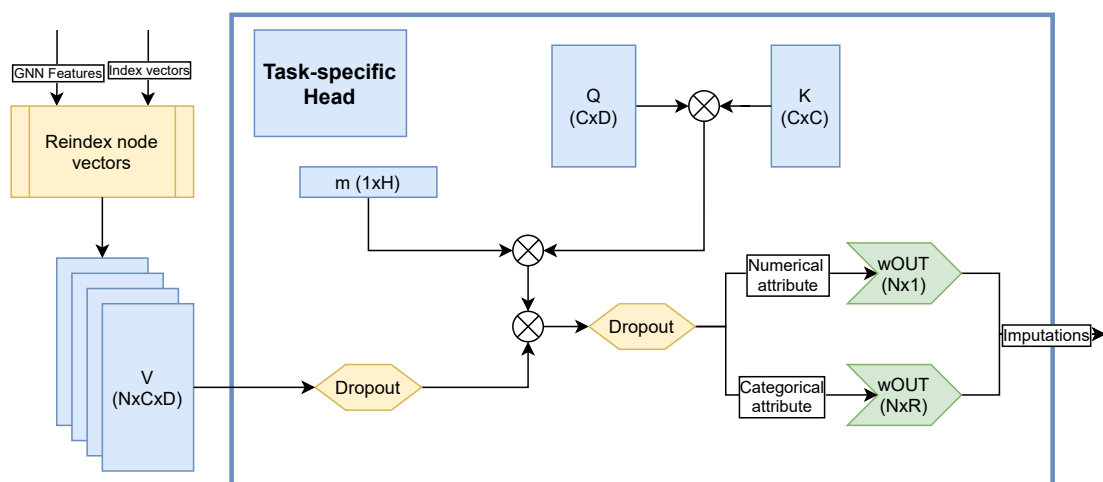 GNN Features
Index vectors
Reindex node
vectors
Task-specific
Head
Q
(CxD)
K
(CxC)
m (1xH)
V
(NxCxD)
Dropout
Dropout
Numerical
attribute
wOUT
(Nx1)
Categorical
attribute
wOUT
(NxR)
Imputations